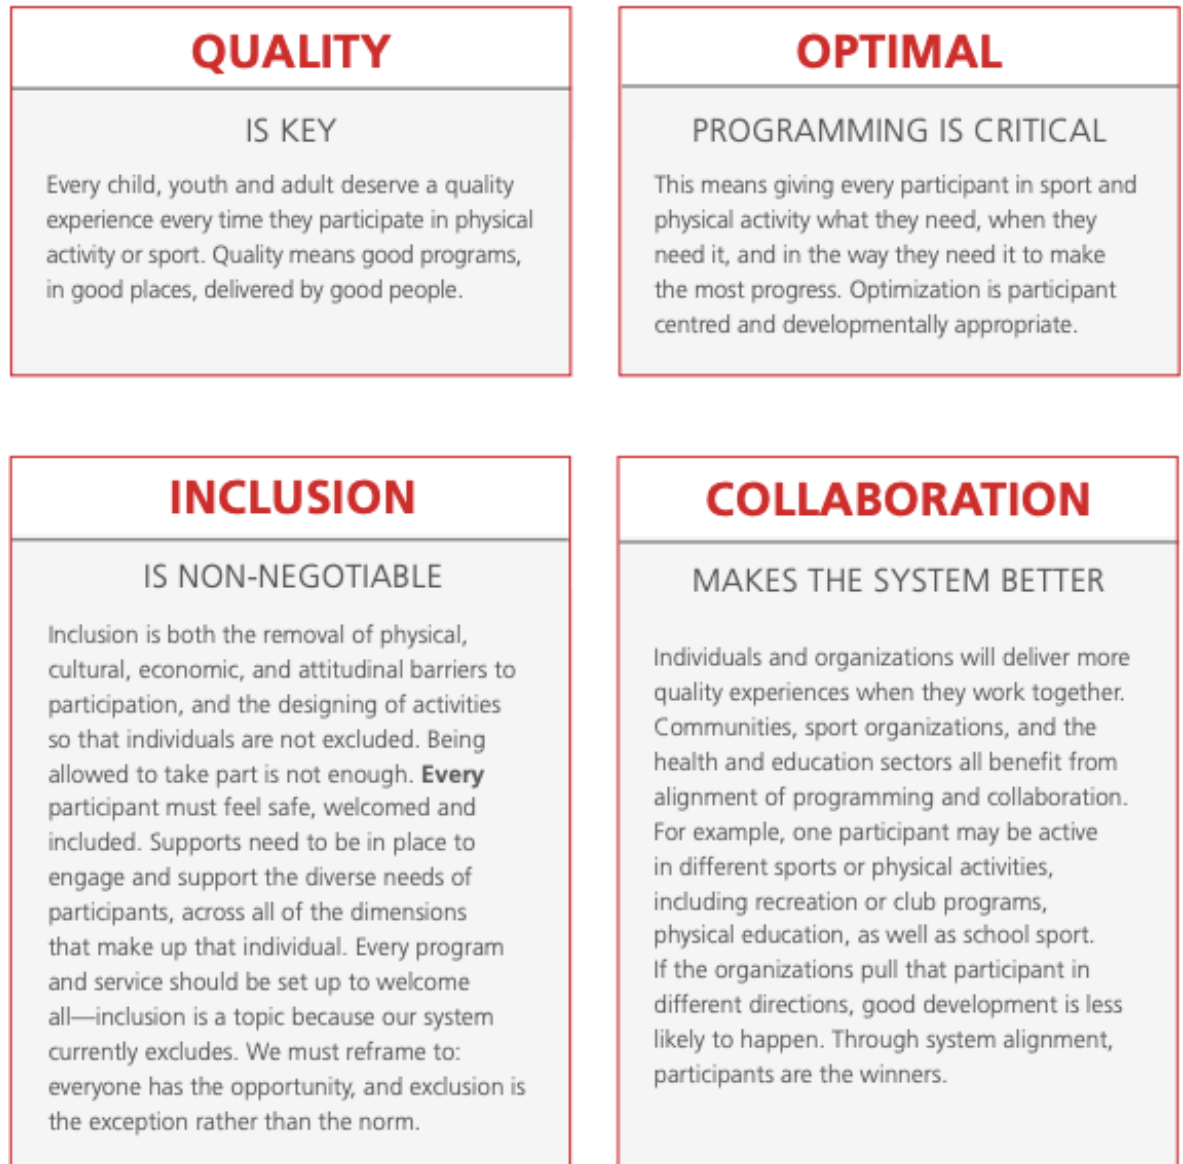 QUALITY
IS KEY
Every child, youth and adult deserve a quality
experience every time they participate in physical
activity or sport. Quality means good programs,
in good places, delivered by good people.
OPTIMAL
PROGRAMMING IS CRITICAL
This means giving every participant in sport and
physical activity what they need, when they
need it, and in the way they need it to make
the most progress. Optimization is participant
centred and developmentally appropriate.
INCLUSION
IS NON-NEGOTIABLE
Inclusion is both the removal of physical,
cultural, economic, and attitudinal barriers to
participation, and the designing of activities
so that individuals are not excluded. Being
allowed to take part is not enough. Every
participant must feel safe, welcomed and
included. Supports need to be in place to
engage and support the diverse needs of
participants, across all of the dimensions
that make up that individual. Every program
and service should be set up to welcome
all—inclusion is a topic because our system
currently excludes. We must reframe to:
everyone has the opportunity, and exclusion is
the exception rather than the norm.
COLLABORATION
MAKES THE SYSTEM BETTER
Individuals and organizations will deliver more
quality experiences when they work together.
Communities, sport organizations, and the
health and education sectors all benefit from
alignment of programming and collaboration.
For example, one participant may be active
in different sports or physical activities,
including recreation or club programs,
physical education, as well as school sport.
If the organizations pull that participant in
different directions, good development is less
likely to happen. Through system alignment,
participants are the winners.